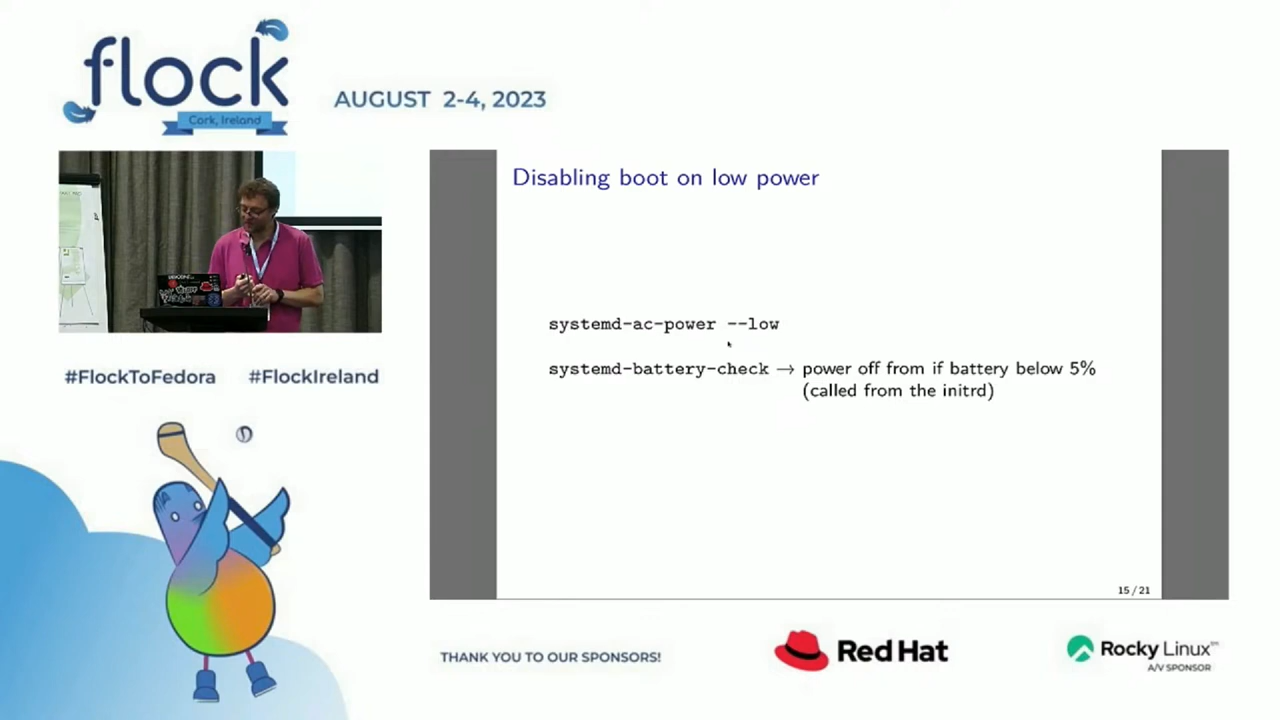 flock
Cork, Ireland
AUGUST 2-4, 2023
Disabling boot on low power
systemd-ac-power --low
systemd-battery-check → power off from if battery below 5%
(called from the initrd)
15 / 21
#FlockToFedora #FlockIreland
THANK YOU TO OUR SPONSORS!
Red Hat
Rocky Linux™
A/V SPONSOR